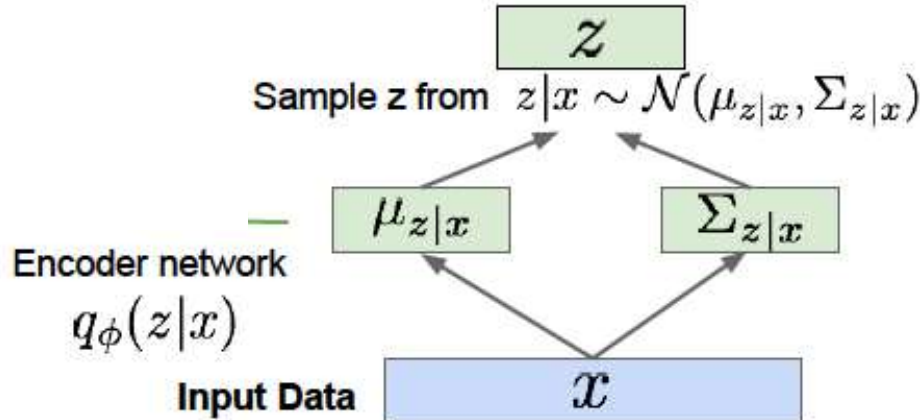 z
Sample z from z|x ∼ 𝒩(μ_{z|x}, Σ_{z|x})
μ_{z|x} Σ_{z|x}
Encoder network
q_ϕ(z|x)
Input Data x